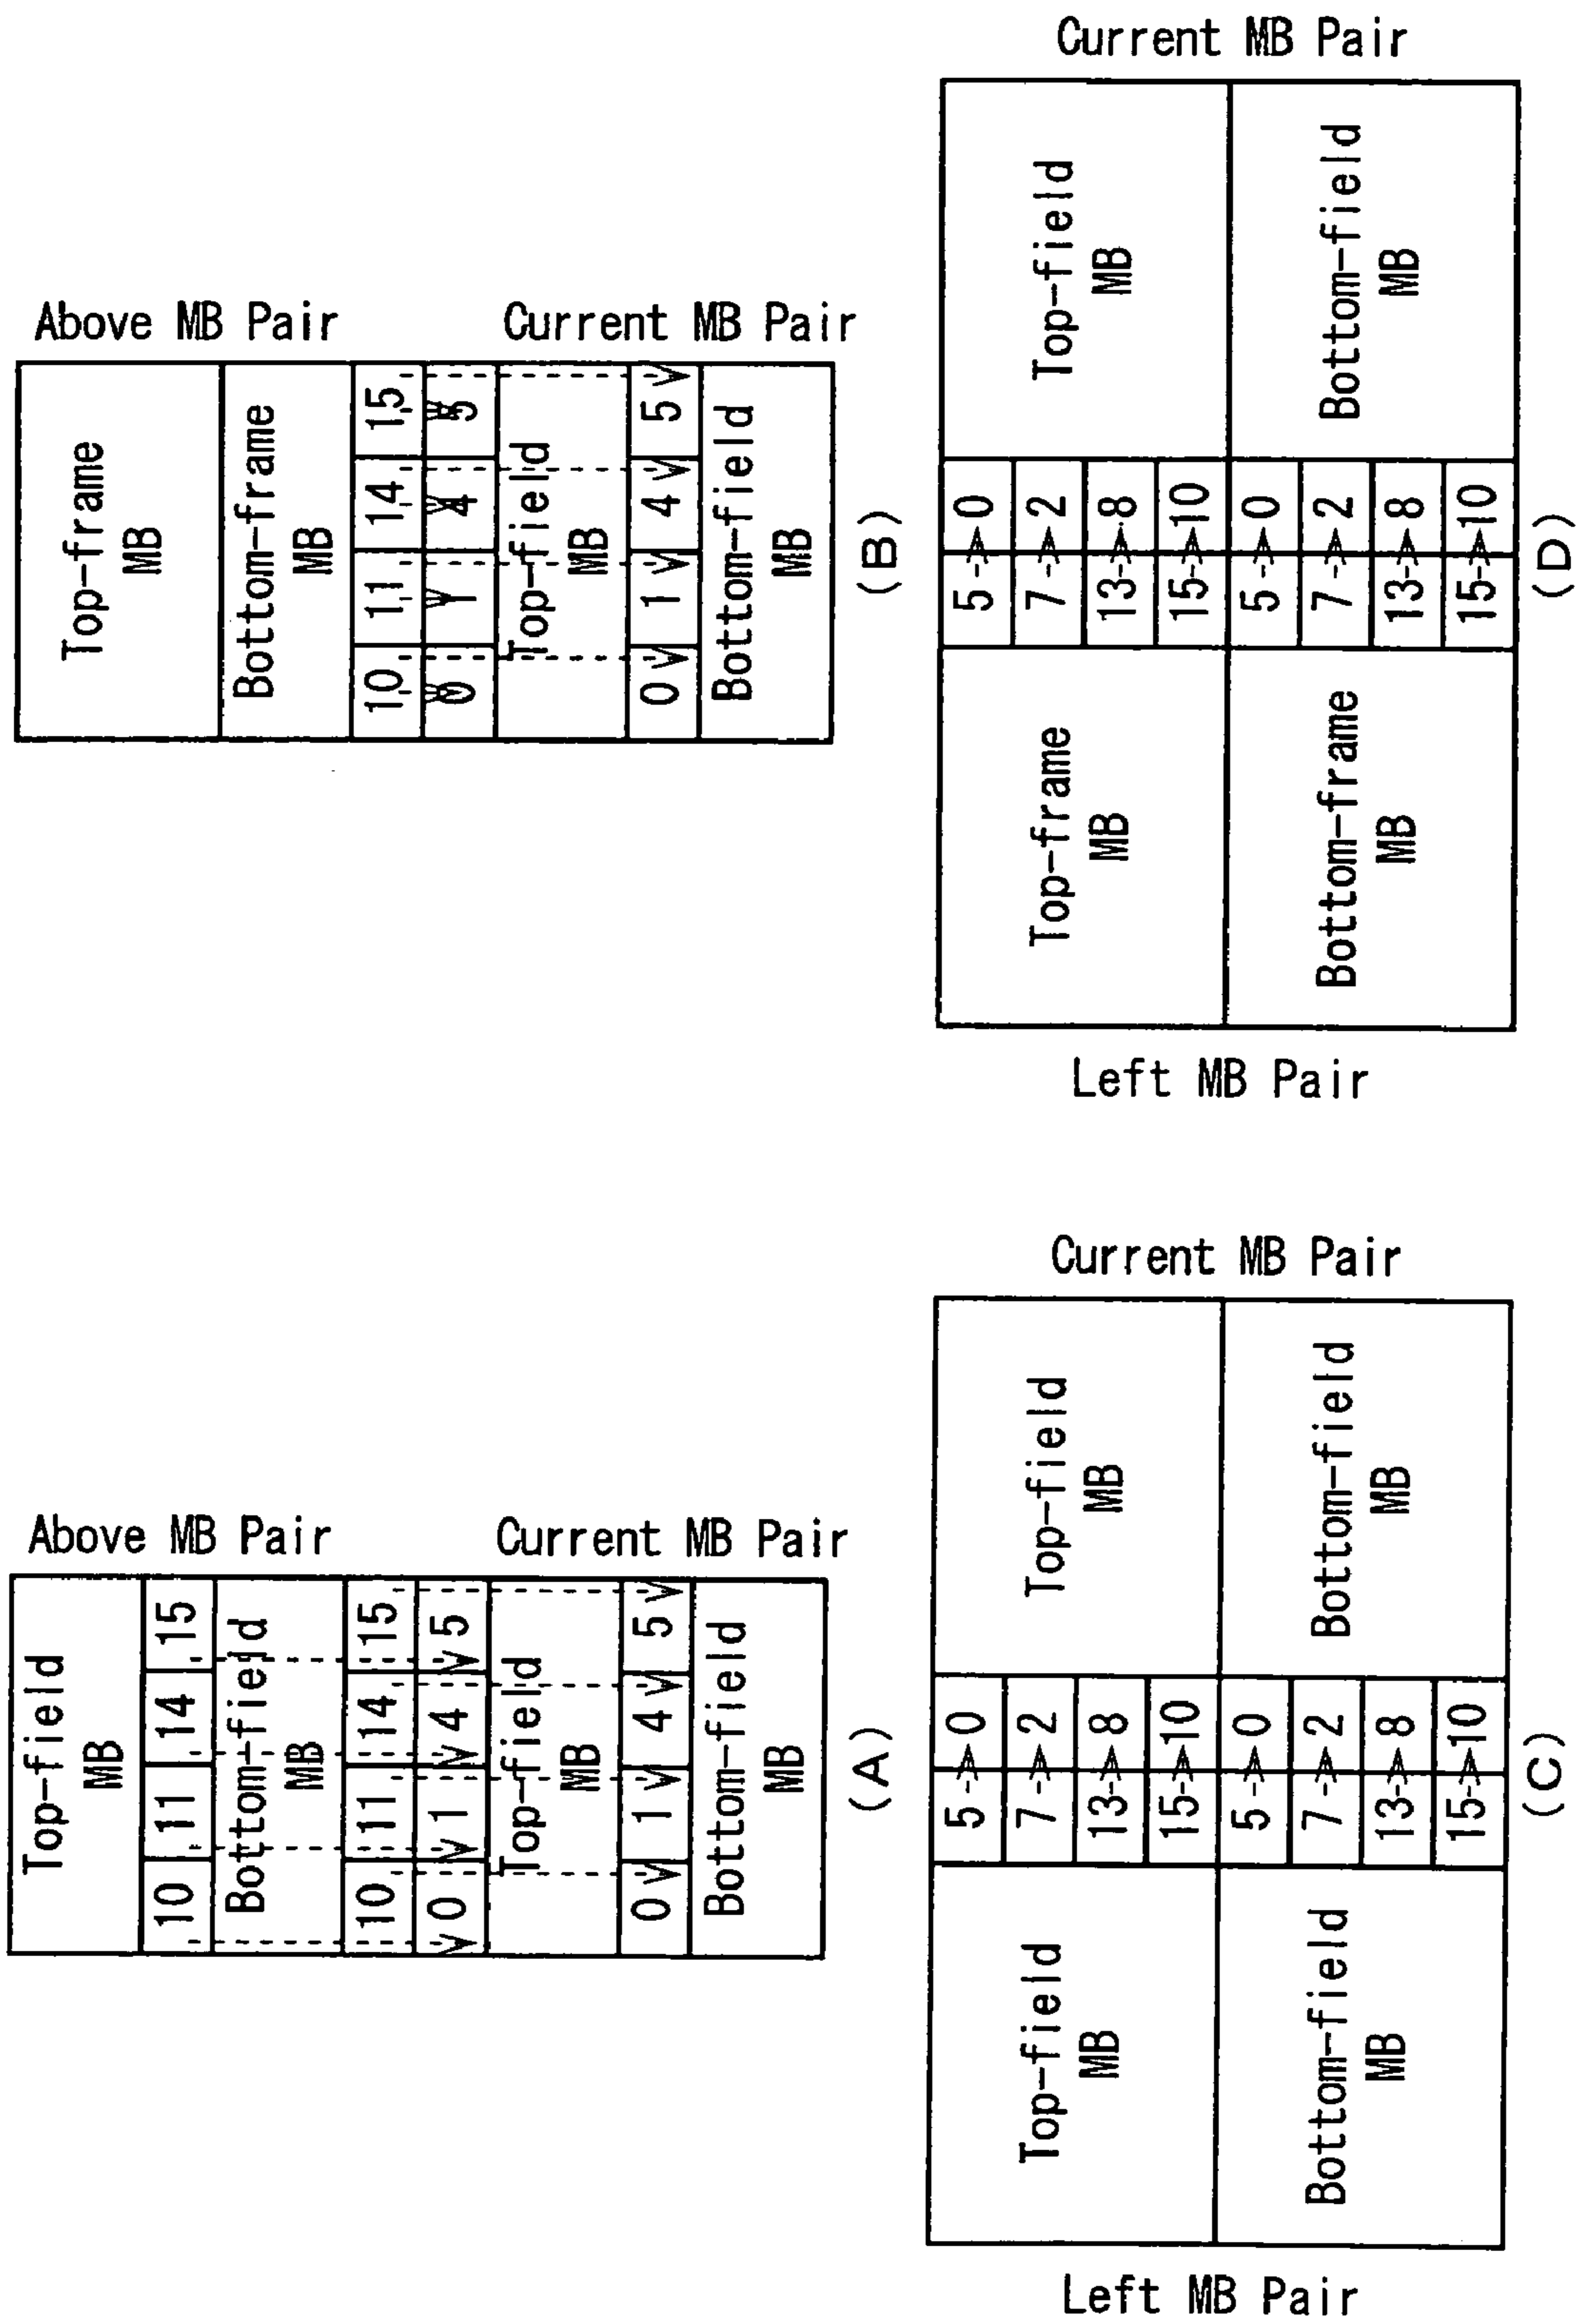 Top-field
MB
Above MB Pair
10 11 14 15
Bottom-field
MB
10 11 14 15
0 1 4 5
Top-field
MB
Current MB Pair
0 1 4 5
Bottom-field
MB
(A)
Top-frame
MB
Above MB Pair
Bottom-frame
MB
10 11 14 15
0 1 4 5
Top-field
MB
Current MB Pair
0 1 4 5
Bottom-field
MB
(B)
Left MB Pair
Current MB Pair
Top-field
MB
5 0
7 2
13 8
15 10
Top-field
MB
Bottom-field
MB
5 0
7 2
13 8
15 10
Bottom-field
MB
(C)
Left MB Pair
Current MB Pair
Top-frame
MB
5 0
7 2
13 8
15 10
Top-field
MB
Bottom-frame
MB
5 0
7 2
13 8
15 10
Bottom-field
MB
(D)